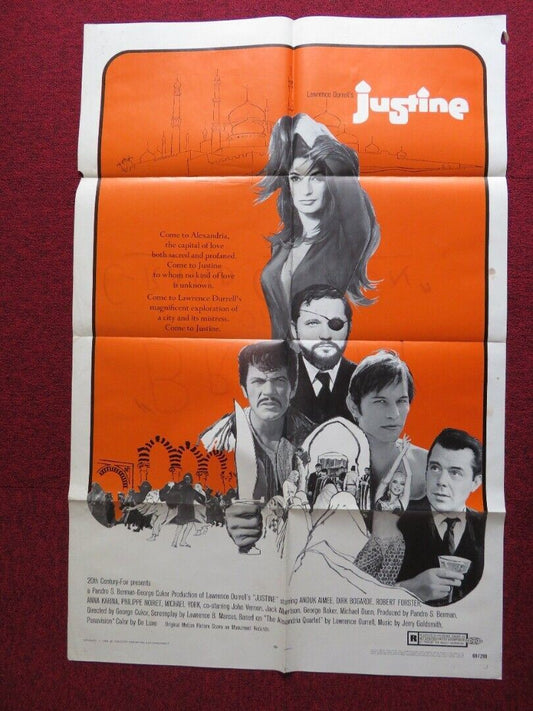 Lawrence Durrell's
Justine
Come to Alexandria,
the capital of love
both sacred and profaned.
Come to Justine
to whom no kind of love
is unknown.
Come to Lawrence Durrell's
magnificent exploration of
a city and its mistress.
Come to Justine.
20th Century-Fox presents
a Pandro S. Berman-George Cukor Production of Lawrence Durrell's "JUSTINE" starring ANOUK AIMEE, DIRK BOGARDE, ROBERT FORSTER,
ANNA KARINA, PHILIPPE NOIRET, MICHAEL YORK, co-starring John Vernon, Jack Albertson, George Baker, Michael Dunn, Produced by Pandro S. Berman,
Directed by George Cukor, Screenplay by Lawrence B. Marcus, Based on "The Alexandria Quartet" by Lawrence Durrell, Music by Jerry Goldsmith,
Panavision® Color by De Luxe Original Motion Picture Score on Monument Records
R
69/299